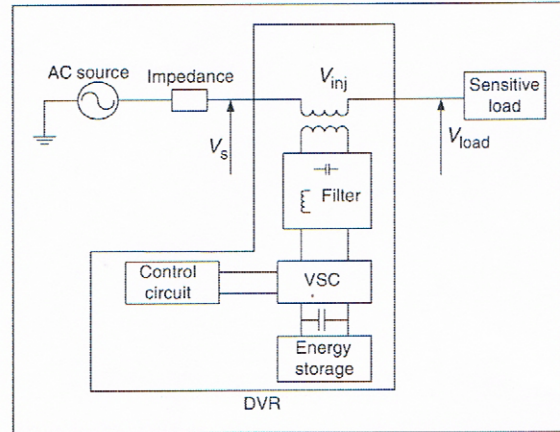 AC source
Impedance
V_s
V_inj
Sensitive
load
V_load
Filter
Control
circuit
VSC
Energy
storage
DVR